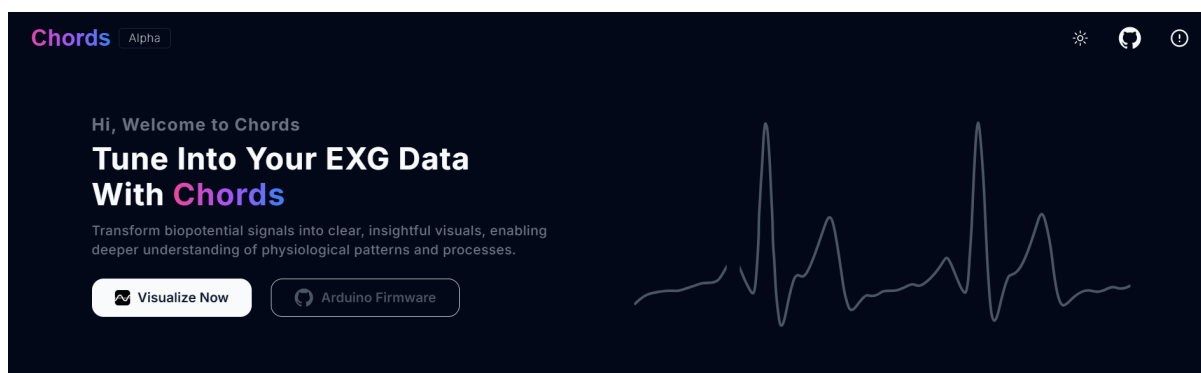 Chords Alpha
Hi, Welcome to Chords
Tune Into Your EXG Data
With Chords
Transform biopotential signals into clear, insightful visuals, enabling
deeper understanding of physiological patterns and processes.
Visualize Now Arduino Firmware